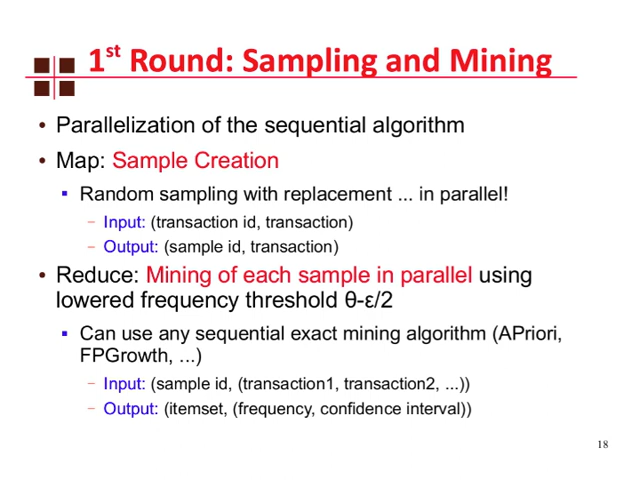 1st Round: Sampling and Mining
• Parallelization of the sequential algorithm
• Map: Sample Creation
▪ Random sampling with replacement ... in parallel!
– Input: (transaction id, transaction)
– Output: (sample id, transaction)
• Reduce: Mining of each sample in parallel using
lowered frequency threshold θ-ε/2
▪ Can use any sequential exact mining algorithm (APriori,
FPGrowth, ...)
– Input: (sample id, (transaction1, transaction2, ...))
– Output: (itemset, (frequency, confidence interval))
18